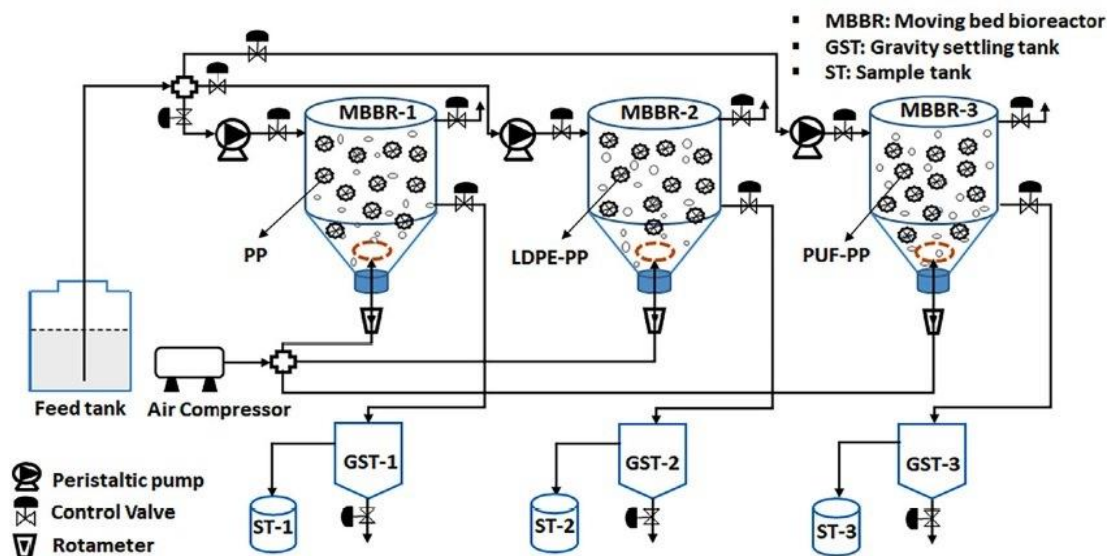 ▪ MBBR: Moving bed bioreactor
▪ GST: Gravity settling tank
▪ ST: Sample tank
MBBR-1
MBBR-2
MBBR-3
PP
LDPE-PP
PUF-PP
Feed tank
Air Compressor
GST-1
GST-2
GST-3
Peristaltic pump
Control Valve
Rotameter
ST-1
ST-2
ST-3